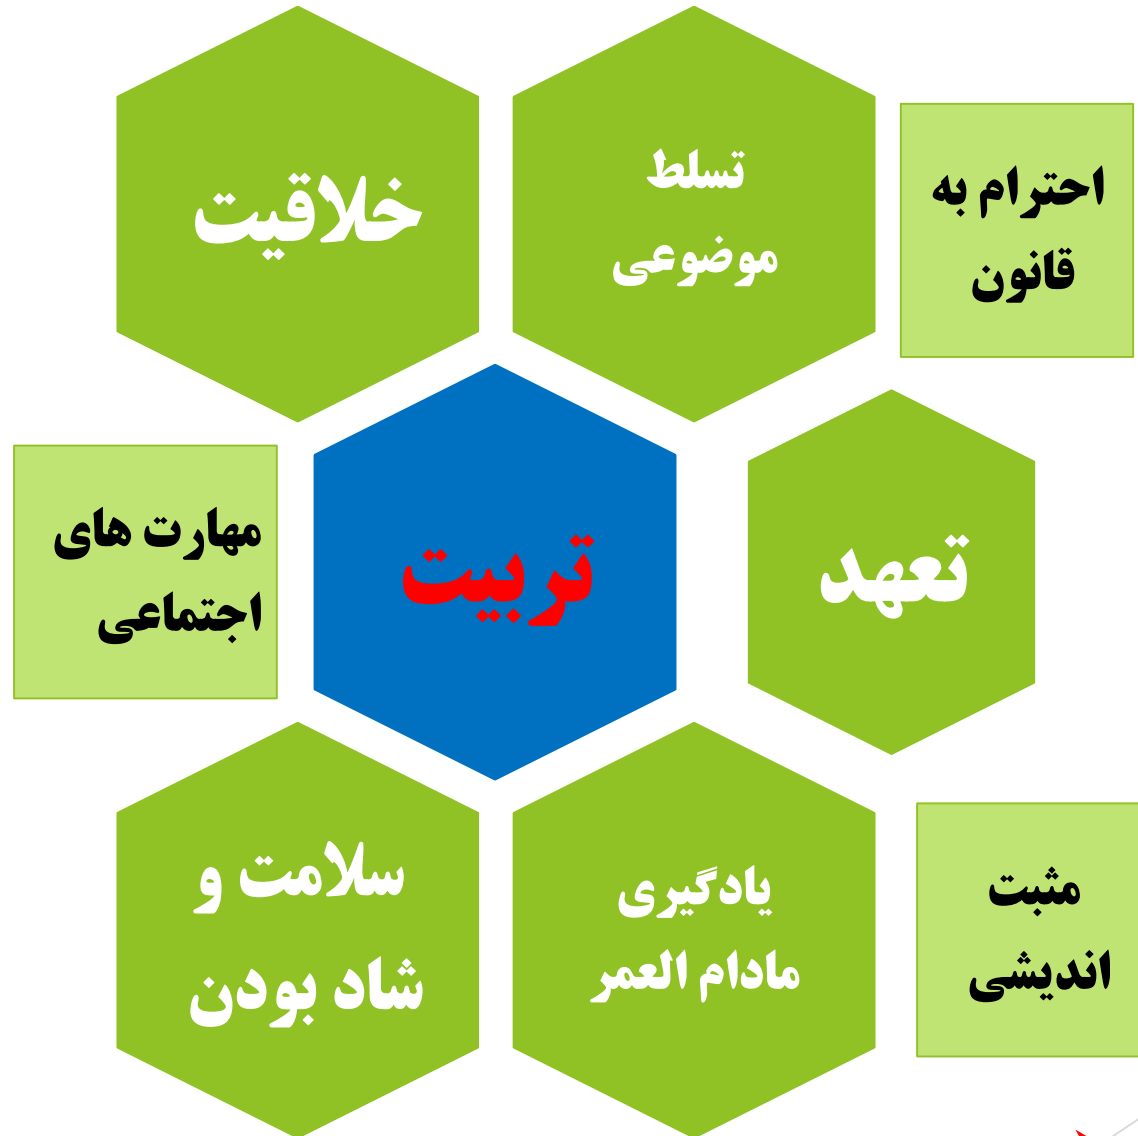 خلاقیت
تسلط
موضوعی
احترام به
قانون
مهارت های
اجتماعی
تربیت
تعهد
سلامت و
شاد بودن
یادگیری
مادام العمر
مثبت
اندیشی